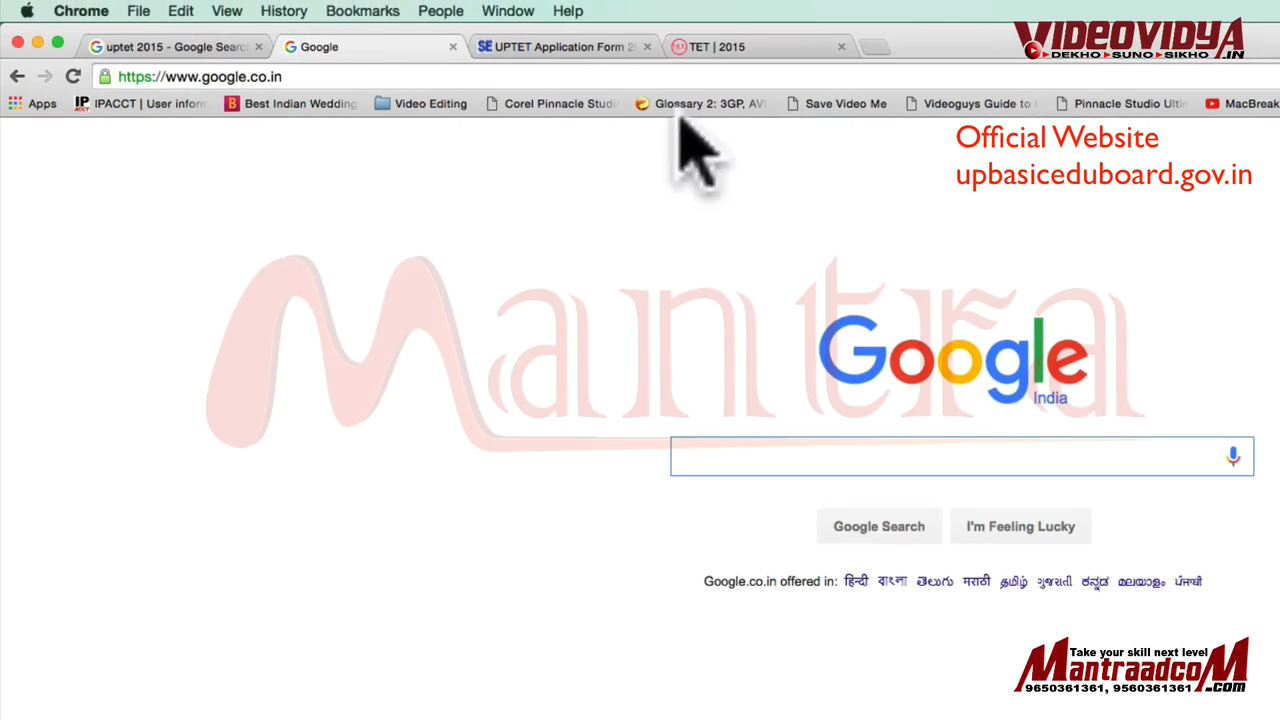 Chrome File Edit View History Bookmarks People Window Help
uptet 2015 - Google Searc
Google
UPTET Application Form 2
TET | 2015
VIDEOVIDYA
DEKHO SUNO SIKHO .IN
https://www.google.co.in
Apps
IPACCT | User inform
Best Indian Wedding
Video Editing
Corel Pinnacle Studi
Glossary 2: 3GP, AVI
Save Video Me
Videoguys Guide to
Pinnacle Studio Ulti
MacBreak
Official Website
upbasiceduboard.gov.in
Mantra
Google
India
Google Search
I'm Feeling Lucky
Google.co.in offered in: हिन्दी বাংলা తెలుగు मराठी தமிழ் ગુજરાતી ಕನ್ನಡ മലയാളം ਪੰਜਾਬੀ
Take your skill next level
MantraadcoM
9650361361, 9560361361 .com